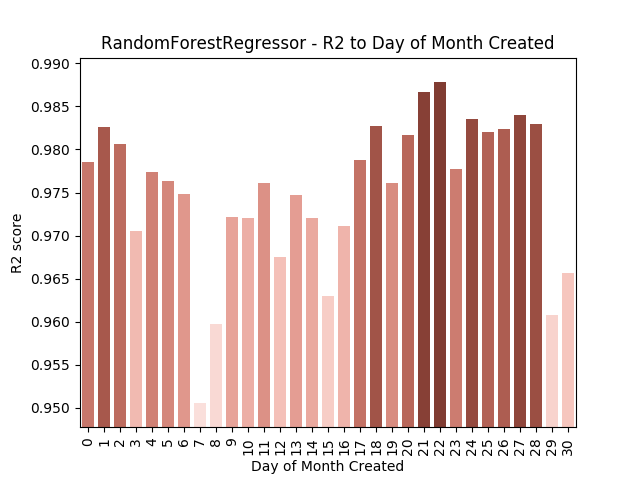 RandomForestRegressor - R2 to Day of Month Created
0.990
0.985
0.980
0.975
0.970
0.965
0.960
0.955
0.950
R2 score
0 1 2 3 4 5 6 7 8 9 10 11 12 13 14 15 16 17 18 19 20 21 22 23 24 25 26 27 28 29 30
Day of Month Created